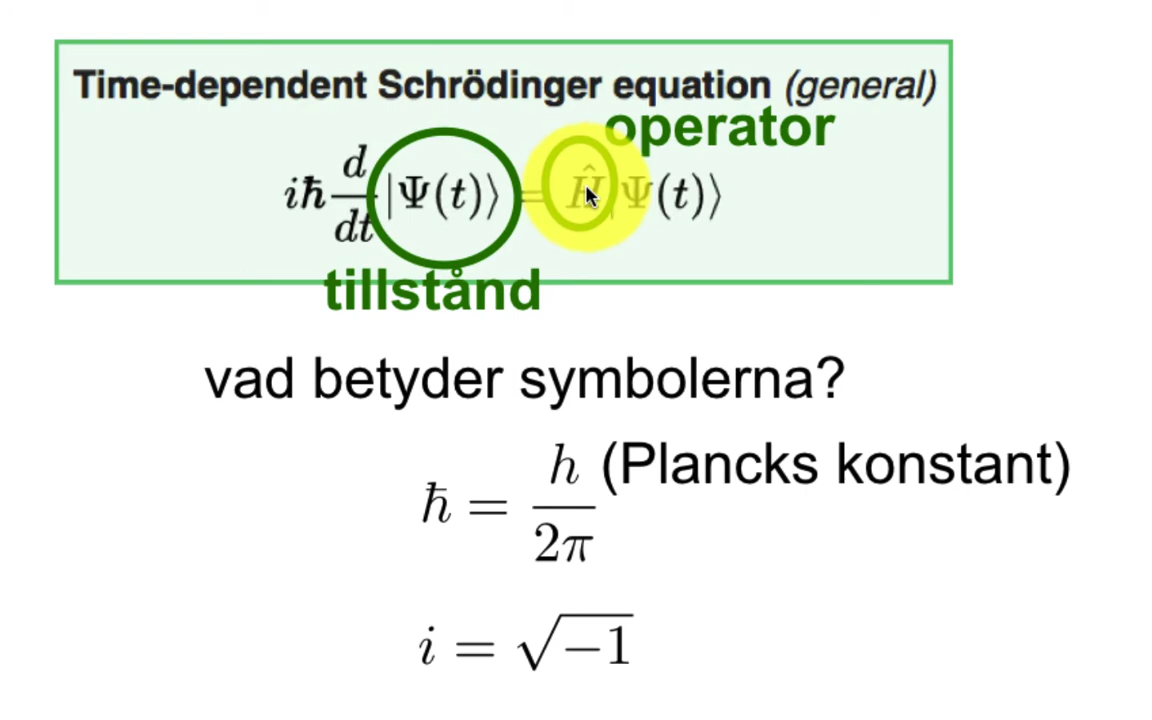 Time-dependent Schrödinger equation (general)
operator
iħ d/dt |Ψ(t)⟩ = Ĥ|Ψ(t)⟩
tillstånd
vad betyder symbolerna?
ħ = h/2π (Plancks konstant)
i = √−1